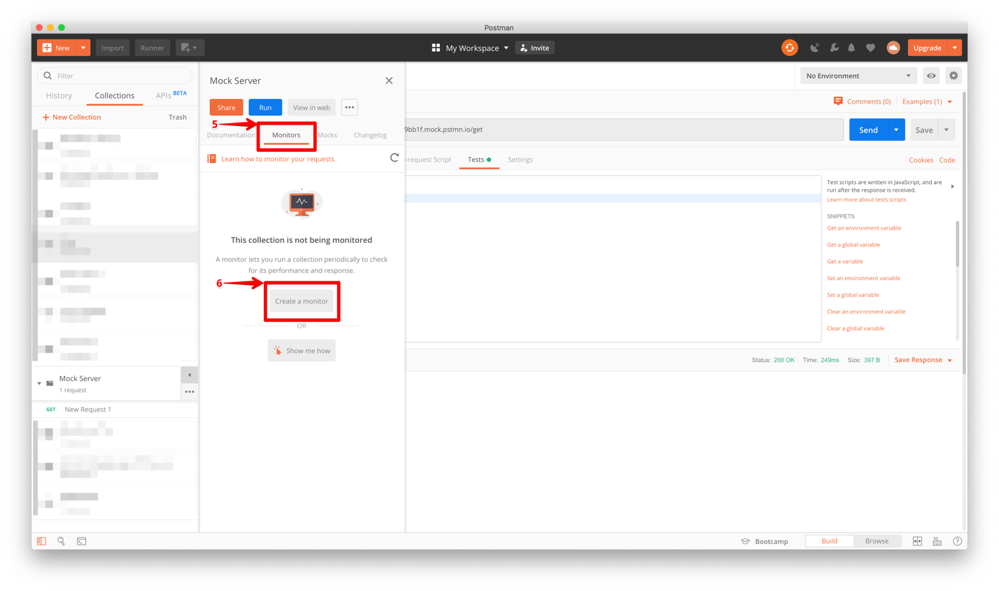 Postman
New
Import
Runner
My Workspace
Invite
Upgrade
Filter
History
Collections
APIs BETA
+ New Collection
Trash
Mock Server
1 request
GET New Request 1
Mock Server
Share
Run
View in web
5
Documentation
Monitors
Mocks
Changelog
Learn how to monitor your requests
This collection is not being monitored
A monitor lets you run a collection periodically to check
for its performance and response.
6
Create a monitor
OR
Show me how
No Environment
Comments (0)
Examples (1)
9bb1f.mock.pstmn.io/get
Send
Save
e-request Script
Tests
Settings
Cookies
Code
Test scripts are written in JavaScript, and are
run after the response is received.
Learn more about tests scripts
SNIPPETS
Get an environment variable
Get a global variable
Get a variable
Set an environment variable
Set a global variable
Clear an environment variable
Clear a global variable
Status: 200 OK
Time: 249ms
Size: 397 B
Save Response
Bootcamp
Build
Browse